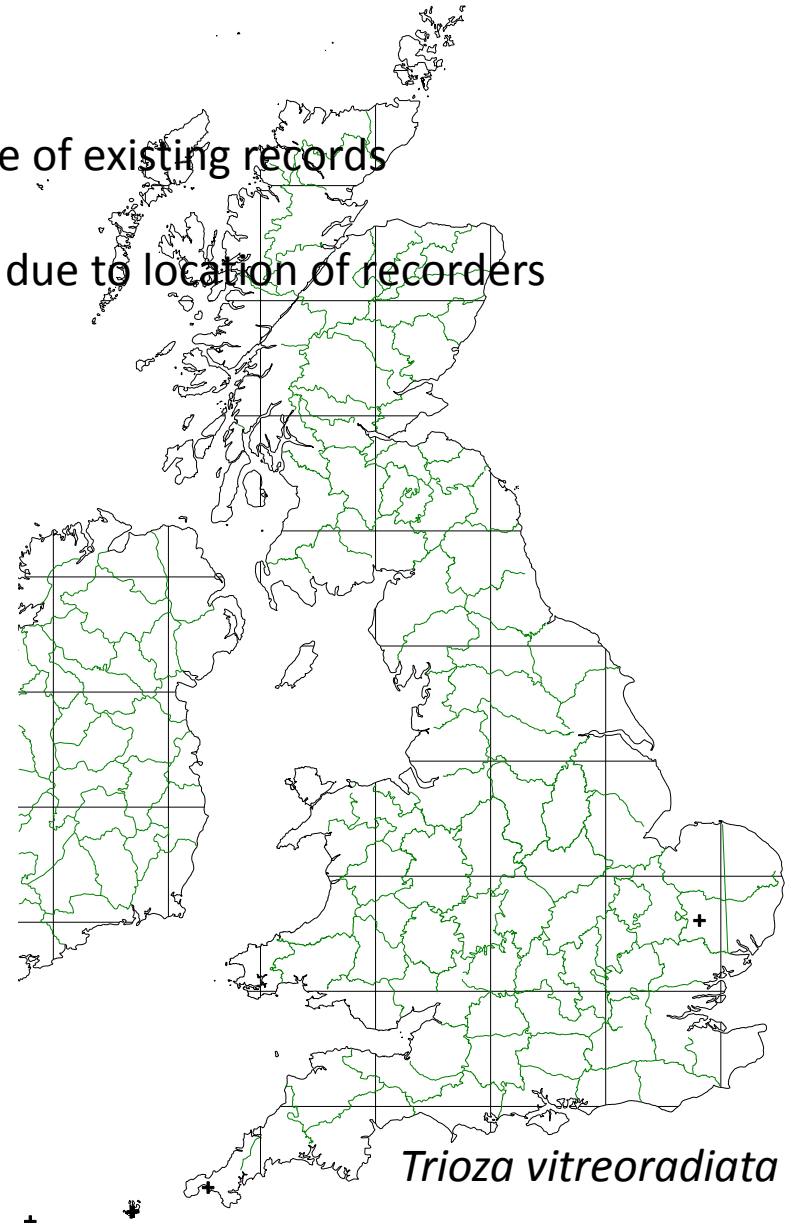 e of existing records
due to location of recorders
Trioza vitreoradiata